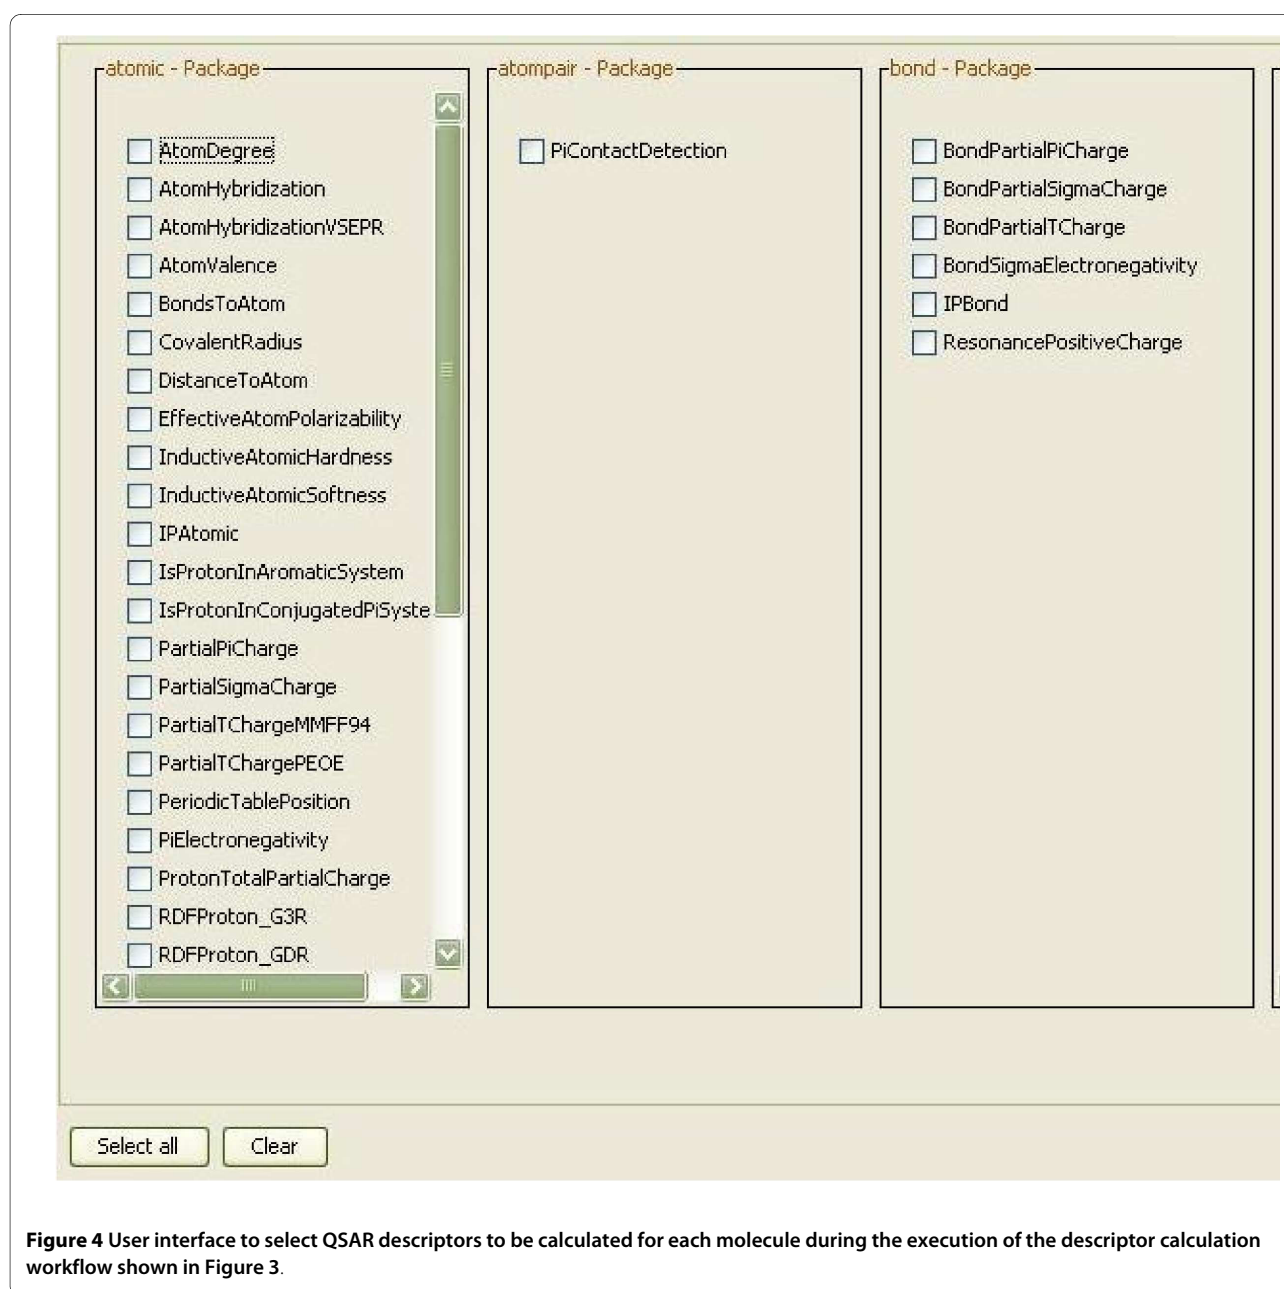 atomic - Package
AtomDegree
AtomHybridization
AtomHybridizationVSEPR
AtomValence
BondsToAtom
CovalentRadius
DistanceToAtom
EffectiveAtomPolarizability
InductiveAtomicHardness
InductiveAtomicSoftness
IPAtomic
IsProtonInAromaticSystem
IsProtonInConjugatedPiSyste
PartialPiCharge
PartialSigmaCharge
PartialTChargeMMFF94
PartialTChargePEOE
PeriodicTablePosition
PiElectronegativity
ProtonTotalPartialCharge
RDFProton_G3R
RDFProton_GDR
atompair - Package
PiContactDetection
bond - Package
BondPartialPiCharge
BondPartialSigmaCharge
BondPartialTCharge
BondSigmaElectronegativity
IPBond
ResonancePositiveCharge
Select all
Clear
Figure 4 User interface to select QSAR descriptors to be calculated for each molecule during the execution of the descriptor calculation
workflow shown in Figure 3.